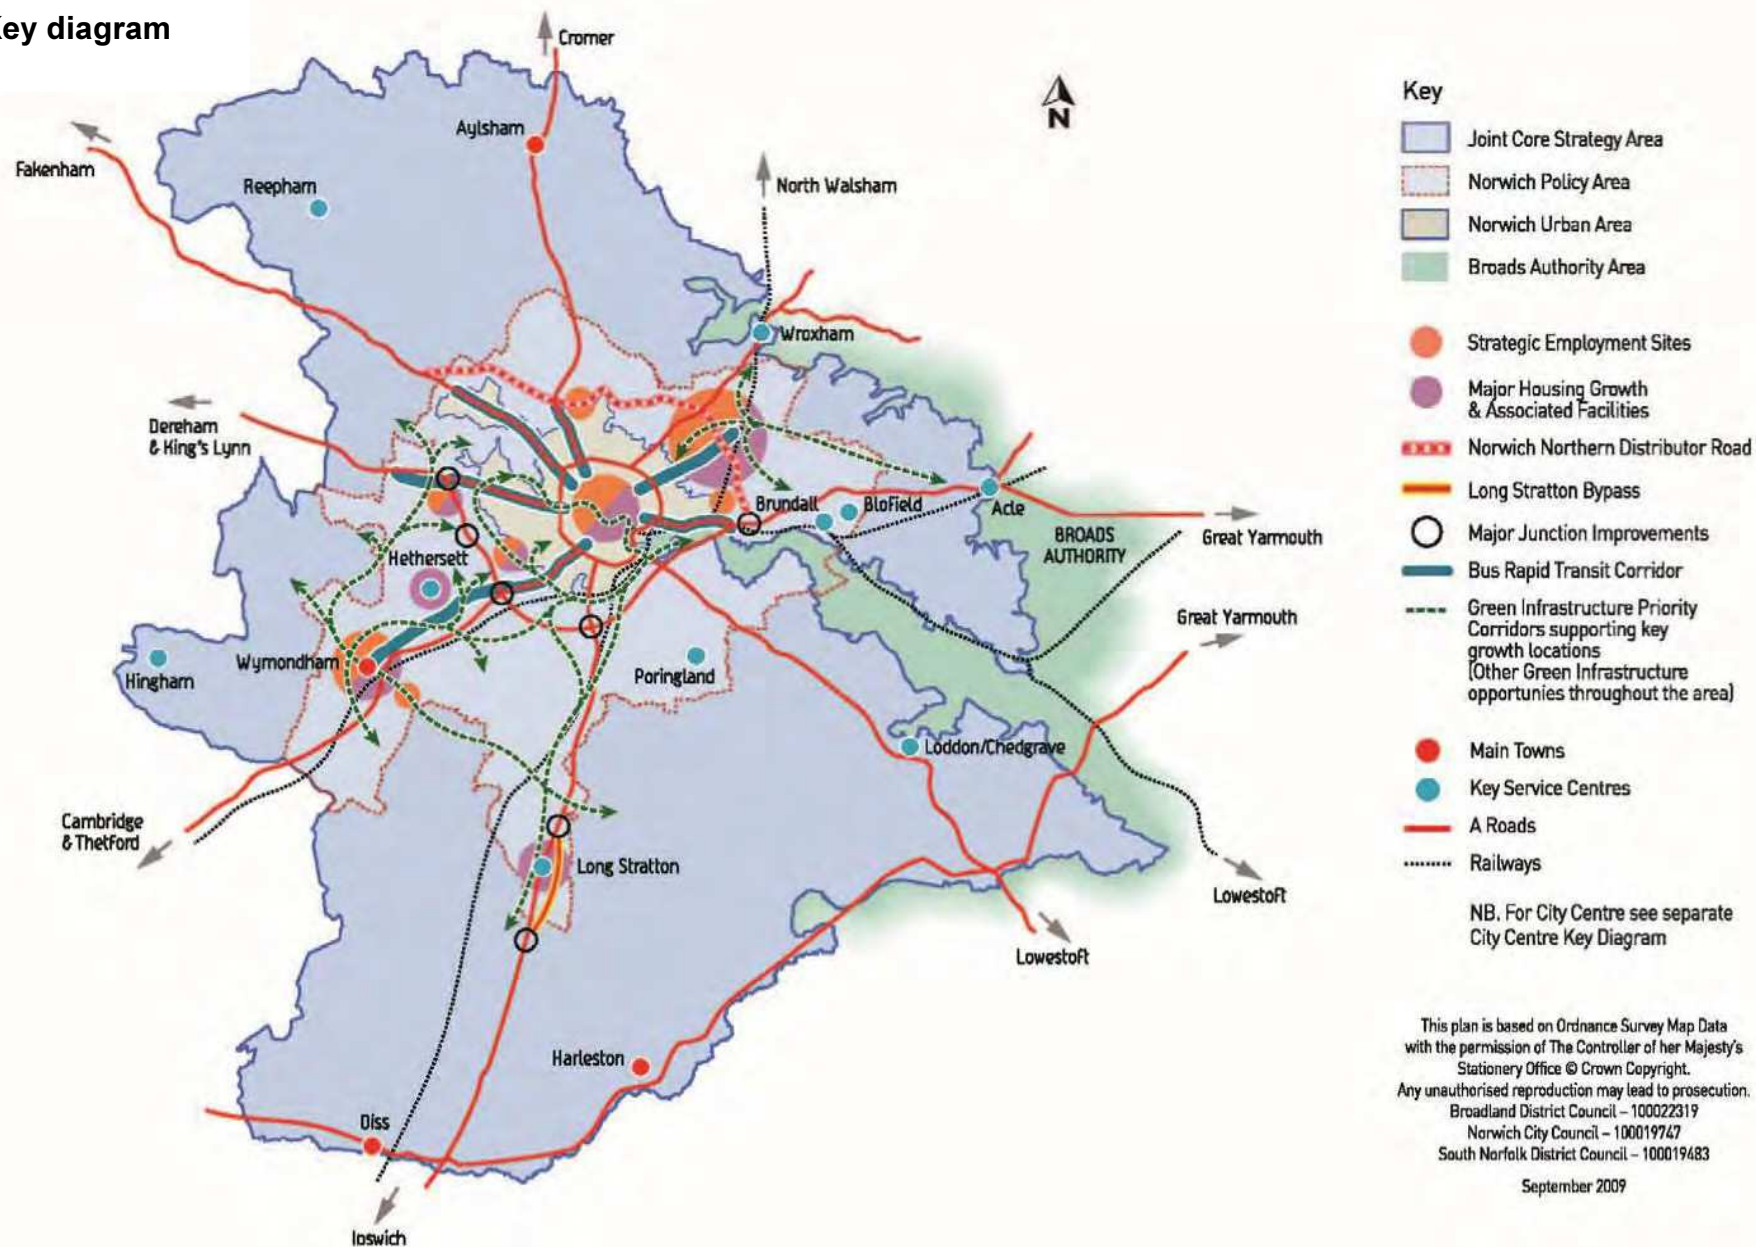 Key diagram
Cromer
Aylsham
Fakenham
Reepham
North Walsham
Wroxham
Dereham
& King's Lynn
Brundall
Blofield
Acle
BROADS
AUTHORITY
Great Yarmouth
Hethersett
Great Yarmouth
Wymondham
Hingham
Poringland
Loddon/Chedgrave
Cambridge
& Thetford
Long Stratton
Lowestoft
Lowestoft
Harleston
Diss
Ipswich
N
Key
Joint Core Strategy Area
Norwich Policy Area
Norwich Urban Area
Broads Authority Area
Strategic Employment Sites
Major Housing Growth
& Associated Facilities
Norwich Northern Distributor Road
Long Stratton Bypass
Major Junction Improvements
Bus Rapid Transit Corridor
Green Infrastructure Priority
Corridors supporting key
growth locations
(Other Green Infrastructure
opportunies throughout the area)
Main Towns
Key Service Centres
A Roads
Railways
NB. For City Centre see separate
City Centre Key Diagram
This plan is based on Ordnance Survey Map Data
with the permission of The Controller of her Majesty's
Stationery Office © Crown Copyright.
Any unauthorised reproduction may lead to prosecution.
Broadland District Council – 100022319
Norwich City Council – 100019747
South Norfolk District Council – 100019483
September 2009